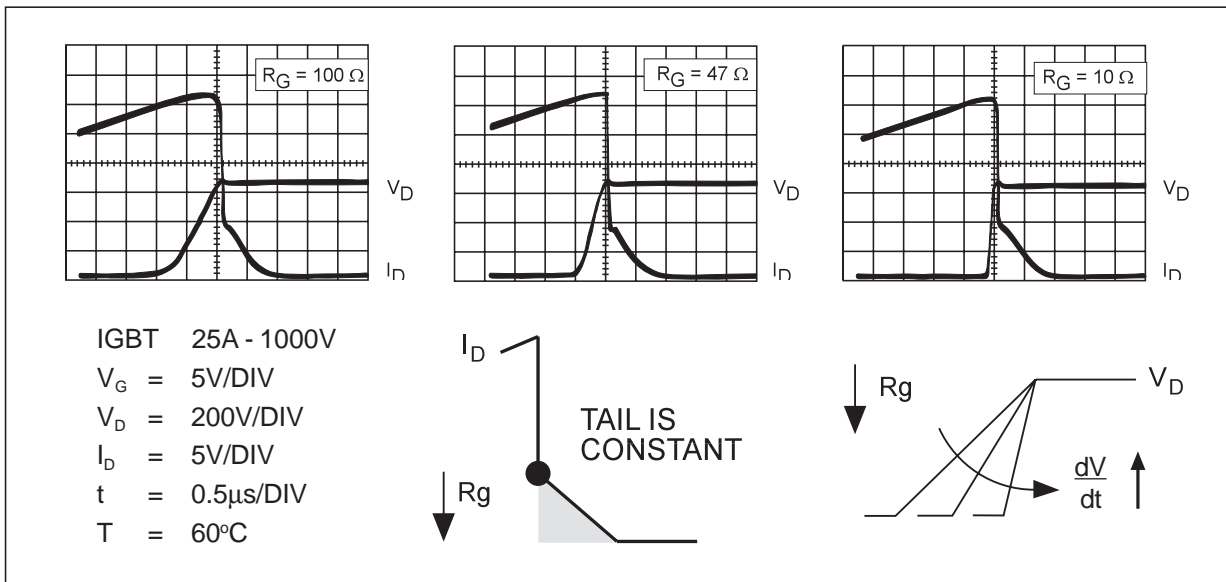 R_G = 100 Ω
V_D
I_D
R_G = 47 Ω
V_D
I_D
R_G = 10 Ω
V_D
I_D
IGBT 25A - 1000V
V_G = 5V/DIV
V_D = 200V/DIV
I_D = 5V/DIV
t = 0.5µs/DIV
T = 60°C
I_D
TAIL IS
CONSTANT
Rg
Rg
V_D
dV
dt